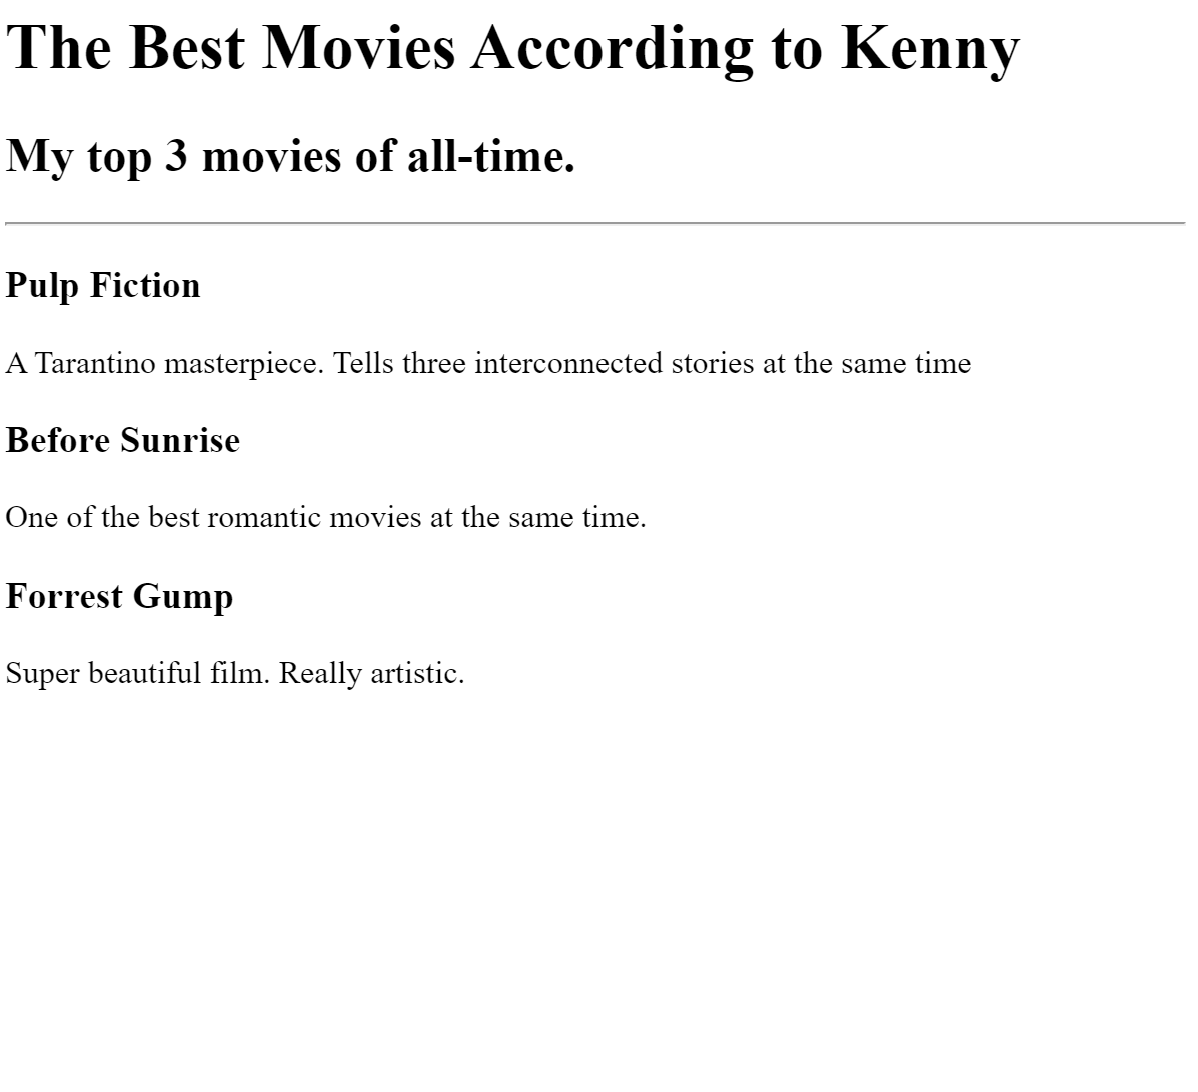 The Best Movies According to Kenny
My top 3 movies of all-time.
Pulp Fiction
A Tarantino masterpiece. Tells three interconnected stories at the same time
Before Sunrise
One of the best romantic movies at the same time.
Forrest Gump
Super beautiful film. Really artistic.